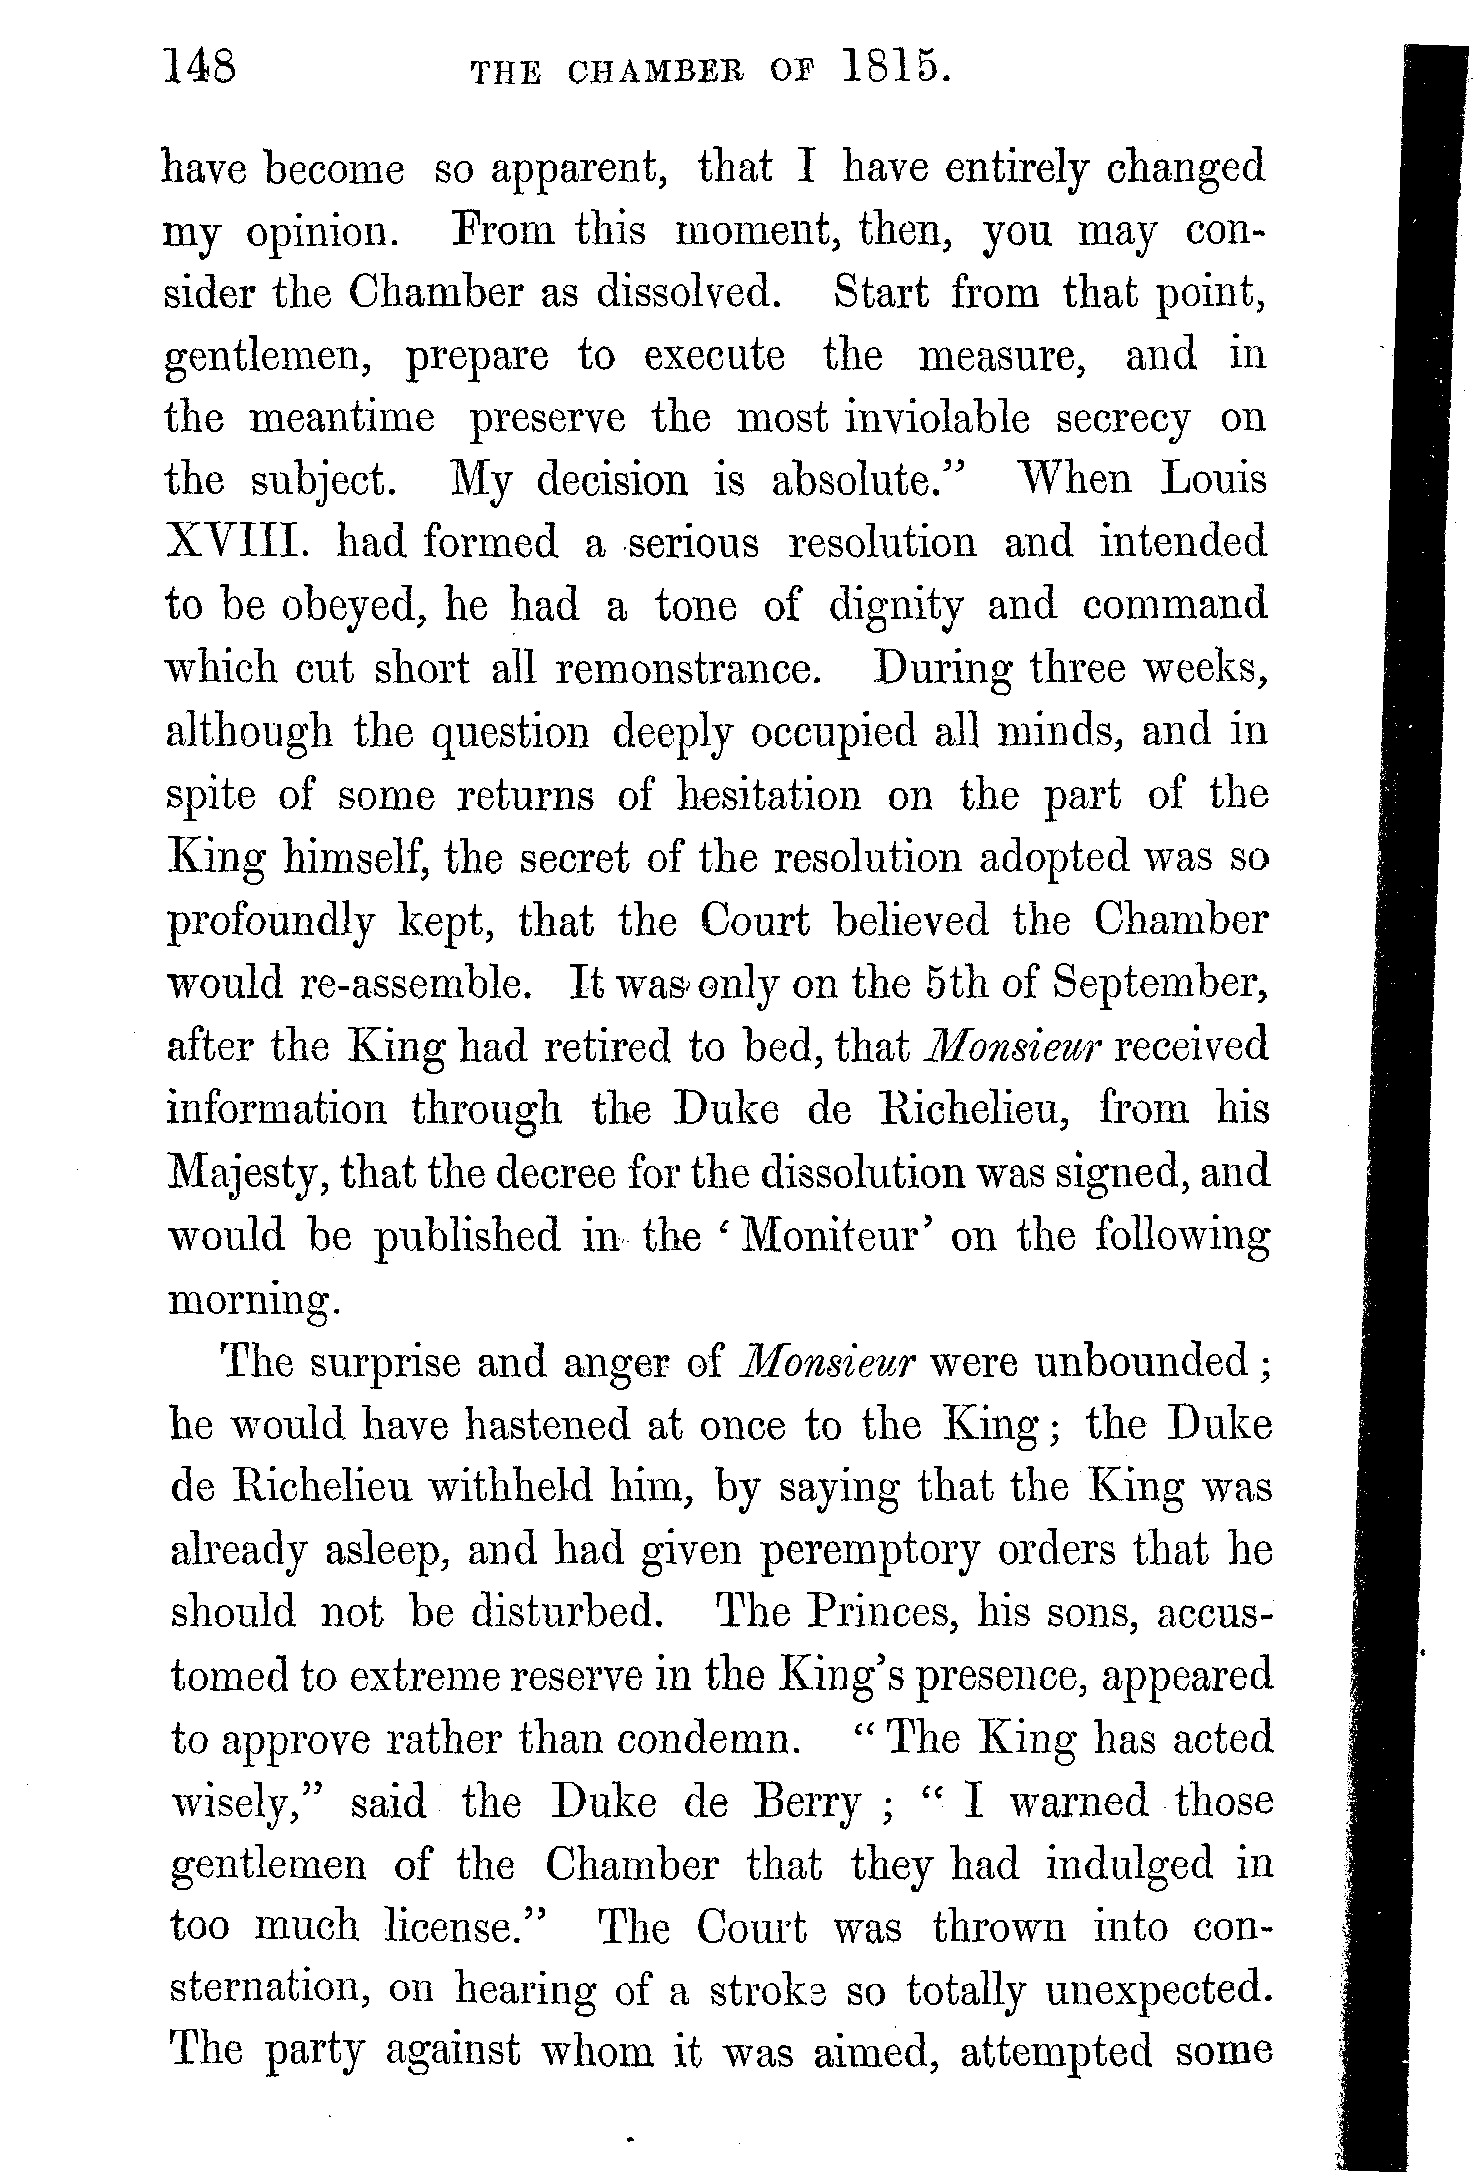 148 THE CHAMBER OF 1815.
have become so apparent, that I have entirely changed
my opinion. From this moment, then, you may con-
sider the Chamber as dissolved. Start from that point,
gentlemen, prepare to execute the measure, and in
the meantime preserve the most inviolable secrecy on
the subject. My decision is absolute.” When Louis
XVIII. had formed a serious resolution and intended
to be obeyed, he had a tone of dignity and command
which cut short all remonstrance. During three weeks,
although the question deeply occupied all minds, and in
spite of some returns of hesitation on the part of the
King himself, the secret of the resolution adopted was so
profoundly kept, that the Court believed the Chamber
would re-assemble. It was only on the 5th of September,
after the King had retired to bed, that Monsieur received
information through the Duke de Richelieu, from his
Majesty, that the decree for the dissolution was signed, and
would be published in the ‘Moniteur’ on the following
morning.
The surprise and anger of Monsieur were unbounded;
he would have hastened at once to the King; the Duke
de Richelieu withheld him, by saying that the King was
already asleep, and had given peremptory orders that he
should not be disturbed. The Princes, his sons, accus-
tomed to extreme reserve in the King’s presence, appeared
to approve rather than condemn. “The King has acted
wisely,” said the Duke de Berry; “I warned those
gentlemen of the Chamber that they had indulged in
too much license.” The Court was thrown into con-
sternation, on hearing of a stroke so totally unexpected.
The party against whom it was aimed, attempted some